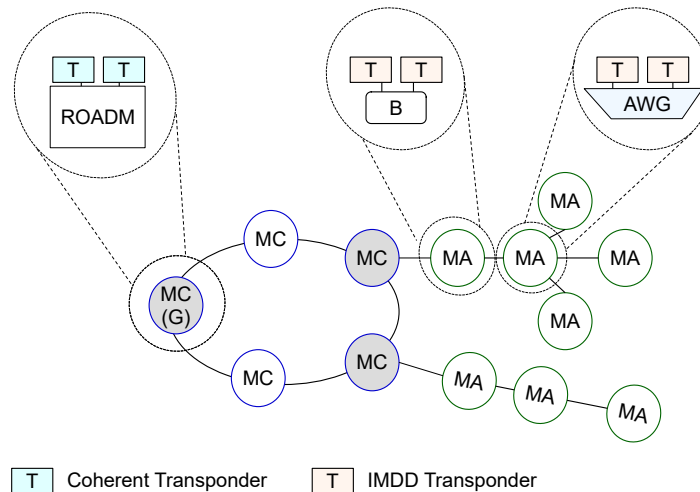 T T
ROADM
T T
B
T T
AWG
MA
MC
MC
MA
MA
MA
MC
(G)
MA
MC
MC
MA
MA
MA
T Coherent Transponder
T IMDD Transponder